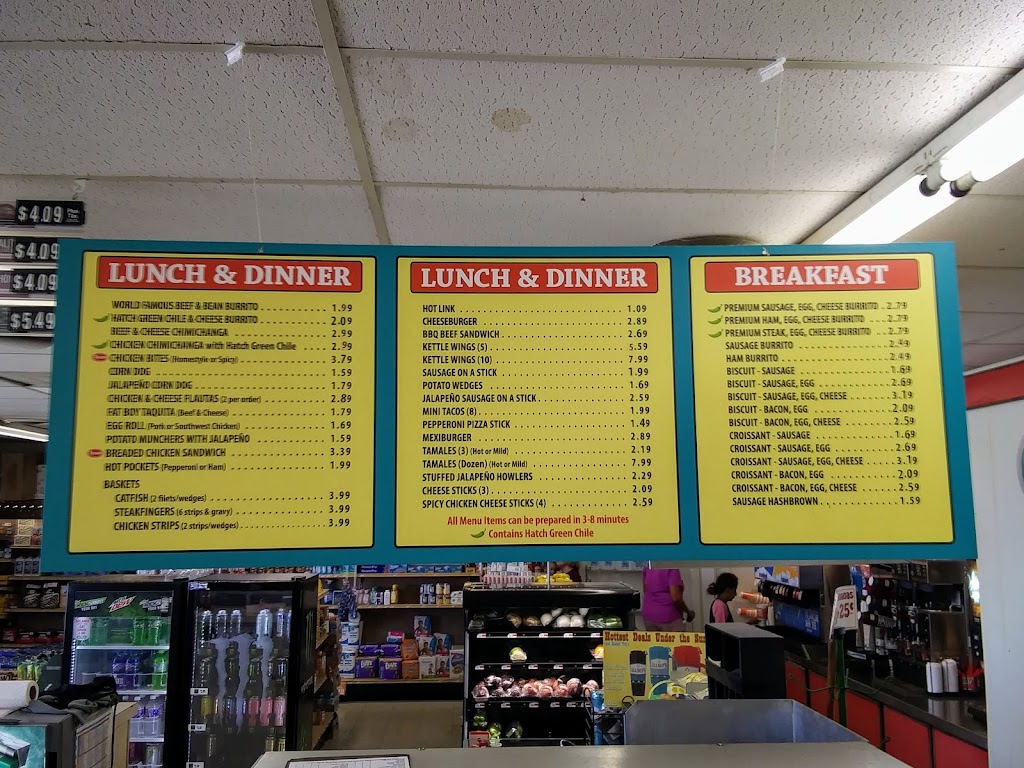 $4.09
$4.09
$4.09
$5.49
LUNCH & DINNER
WORLD FAMOUS BEEF & BEAN BURRITO 1.99
HATCH GREEN CHILE & CHEESE BURRITO 2.09
BEEF & CHEESE CHIMICHANGA 2.99
CHICKEN CHIMICHANGA with Hatch Green Chile 2.99
CHICKEN BITES (Homestyle or Spicy) 3.79
CORN DOG 1.59
JALAPEÑO CORN DOG 1.79
CHICKEN & CHEESE FLAUTAS (2 per order) 2.89
FAT BOY TAQUITA (Beef & Cheese) 1.79
EGG ROLL (Pork or Southwest Chicken) 1.69
POTATO MUNCHERS WITH JALAPEÑO 1.59
BREADED CHICKEN SANDWICH 3.39
HOT POCKETS (Pepperoni or Ham) 1.99
BASKETS
CATFISH (2 filets/wedges) 3.99
STEAKFINGERS (6 strips & gravy) 3.99
CHICKEN STRIPS (2 strips/wedges) 3.99
LUNCH & DINNER
HOT LINK 1.09
CHEESEBURGER 2.89
BBQ BEEF SANDWICH 2.69
KETTLE WINGS (5) 5.59
KETTLE WINGS (10) 7.99
SAUSAGE ON A STICK 1.99
POTATO WEDGES 1.69
JALAPEÑO SAUSAGE ON A STICK 2.59
MINI TACOS (8) 1.99
PEPPERONI PIZZA STICK 1.49
MEXIBURGER 2.89
TAMALES (3) (Hot or Mild) 2.19
TAMALES (Dozen) (Hot or Mild) 7.99
STUFFED JALAPEÑO HOWLERS 2.29
CHEESE STICKS (3) 2.09
SPICY CHICKEN CHEESE STICKS (4) 2.59
All Menu Items can be prepared in 3-8 minutes
Contains Hatch Green Chile
BREAKFAST
PREMIUM SAUSAGE, EGG, CHEESE BURRITO 2.79
PREMIUM HAM, EGG, CHEESE BURRITO 2.79
PREMIUM STEAK, EGG, CHEESE BURRITO 2.79
SAUSAGE BURRITO 2.49
HAM BURRITO 2.49
BISCUIT - SAUSAGE 1.69
BISCUIT - SAUSAGE, EGG 2.69
BISCUIT - SAUSAGE, EGG, CHEESE 3.19
BISCUIT - BACON, EGG 2.09
BISCUIT - BACON, EGG, CHEESE 2.59
CROISSANT - SAUSAGE 1.69
CROISSANT - SAUSAGE, EGG 2.69
CROISSANT - SAUSAGE, EGG, CHEESE 3.19
CROISSANT - BACON, EGG 2.09
CROISSANT - BACON, EGG, CHEESE 2.59
SAUSAGE HASHBROWN 1.59
Hottest Deals Under the Sun
25¢